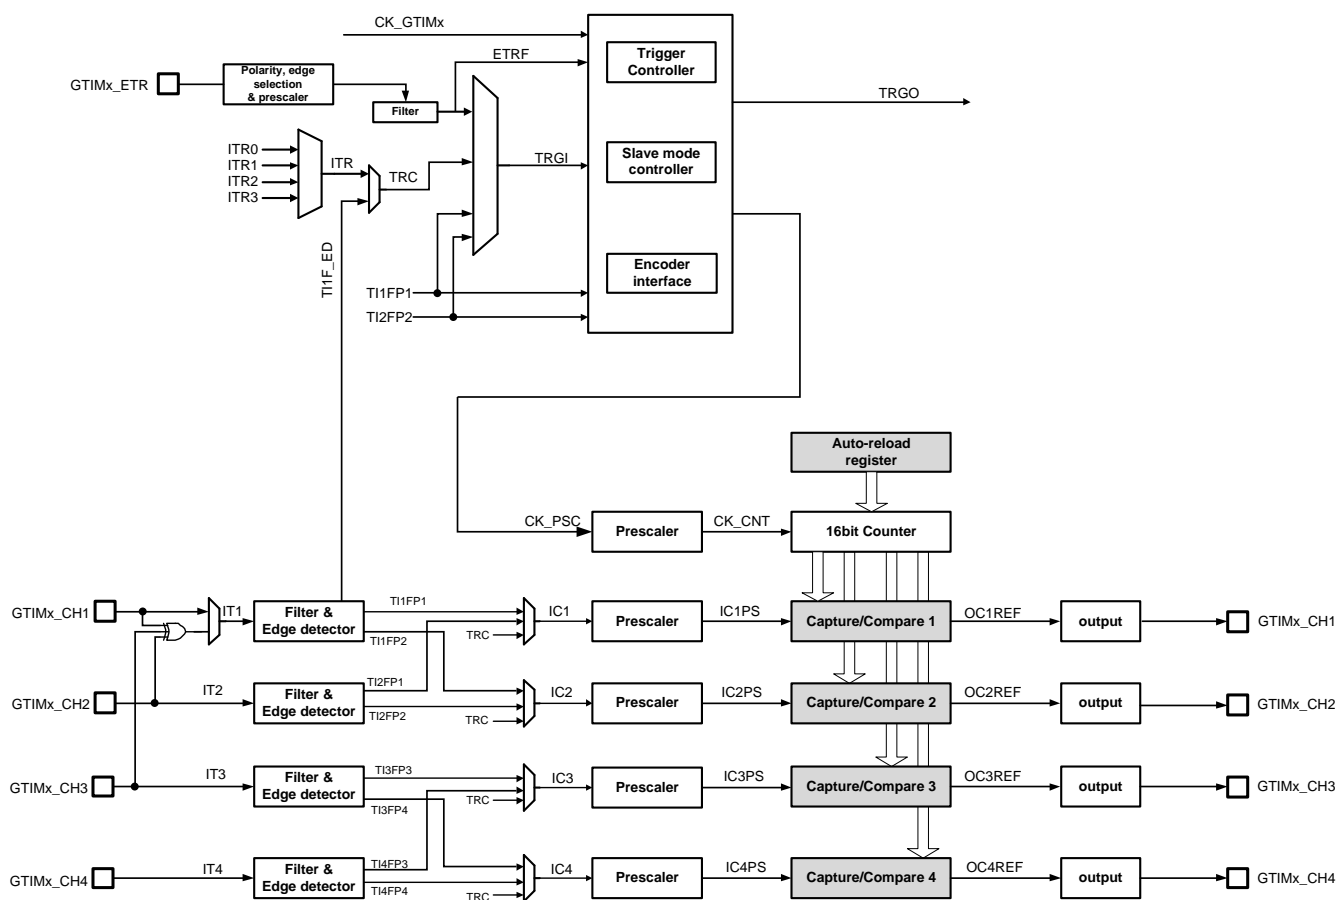 CK_GTIMx
ETRF
Trigger
Controller
GTIMx_ETR
Polarity, edge
selection
& prescaler
Filter
TRGO
ITR0
ITR1
ITR2
ITR3
ITR
TRC
TRGI
Slave mode
controller
TI1F_ED
Encoder
interface
TI1FP1
TI2FP2
Auto-reload
register
CK_PSC
Prescaler
CK_CNT
16bit Counter
GTIMx_CH1
IT1
Filter &
Edge detector
TI1FP1
TI1FP2
TRC
IC1
Prescaler
IC1PS
Capture/Compare 1
OC1REF
output
GTIMx_CH1
GTIMx_CH2
IT2
Filter &
Edge detector
TI2FP1
TI2FP2
TRC
IC2
Prescaler
IC2PS
Capture/Compare 2
OC2REF
output
GTIMx_CH2
GTIMx_CH3
IT3
Filter &
Edge detector
TI3FP3
TI3FP4
TRC
IC3
Prescaler
IC3PS
Capture/Compare 3
OC3REF
output
GTIMx_CH3
GTIMx_CH4
IT4
Filter &
Edge detector
TI4FP3
TI4FP4
TRC
IC4
Prescaler
IC4PS
Capture/Compare 4
OC4REF
output
GTIMx_CH4